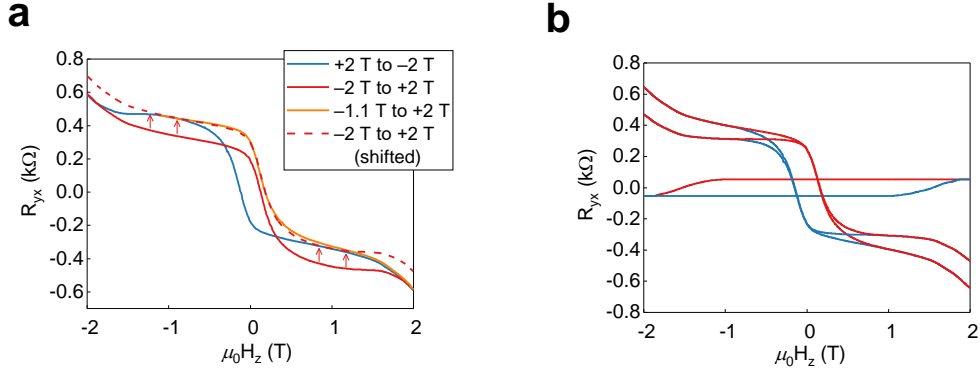 a
0.8
0.6
0.4
0.2
0.0
-0.2
-0.4
-0.6
-2
-1
0
1
2
R_yx (kΩ)
μ₀H_z (T)
+2 T to –2 T
–2 T to +2 T
–1.1 T to +2 T
–2 T to +2 T
(shifted)
b
0.8
0.6
0.4
0.2
0.0
-0.2
-0.4
-0.6
-0.8
-2
-1
0
1
2
R_yx (kΩ)
μ₀H_z (T)